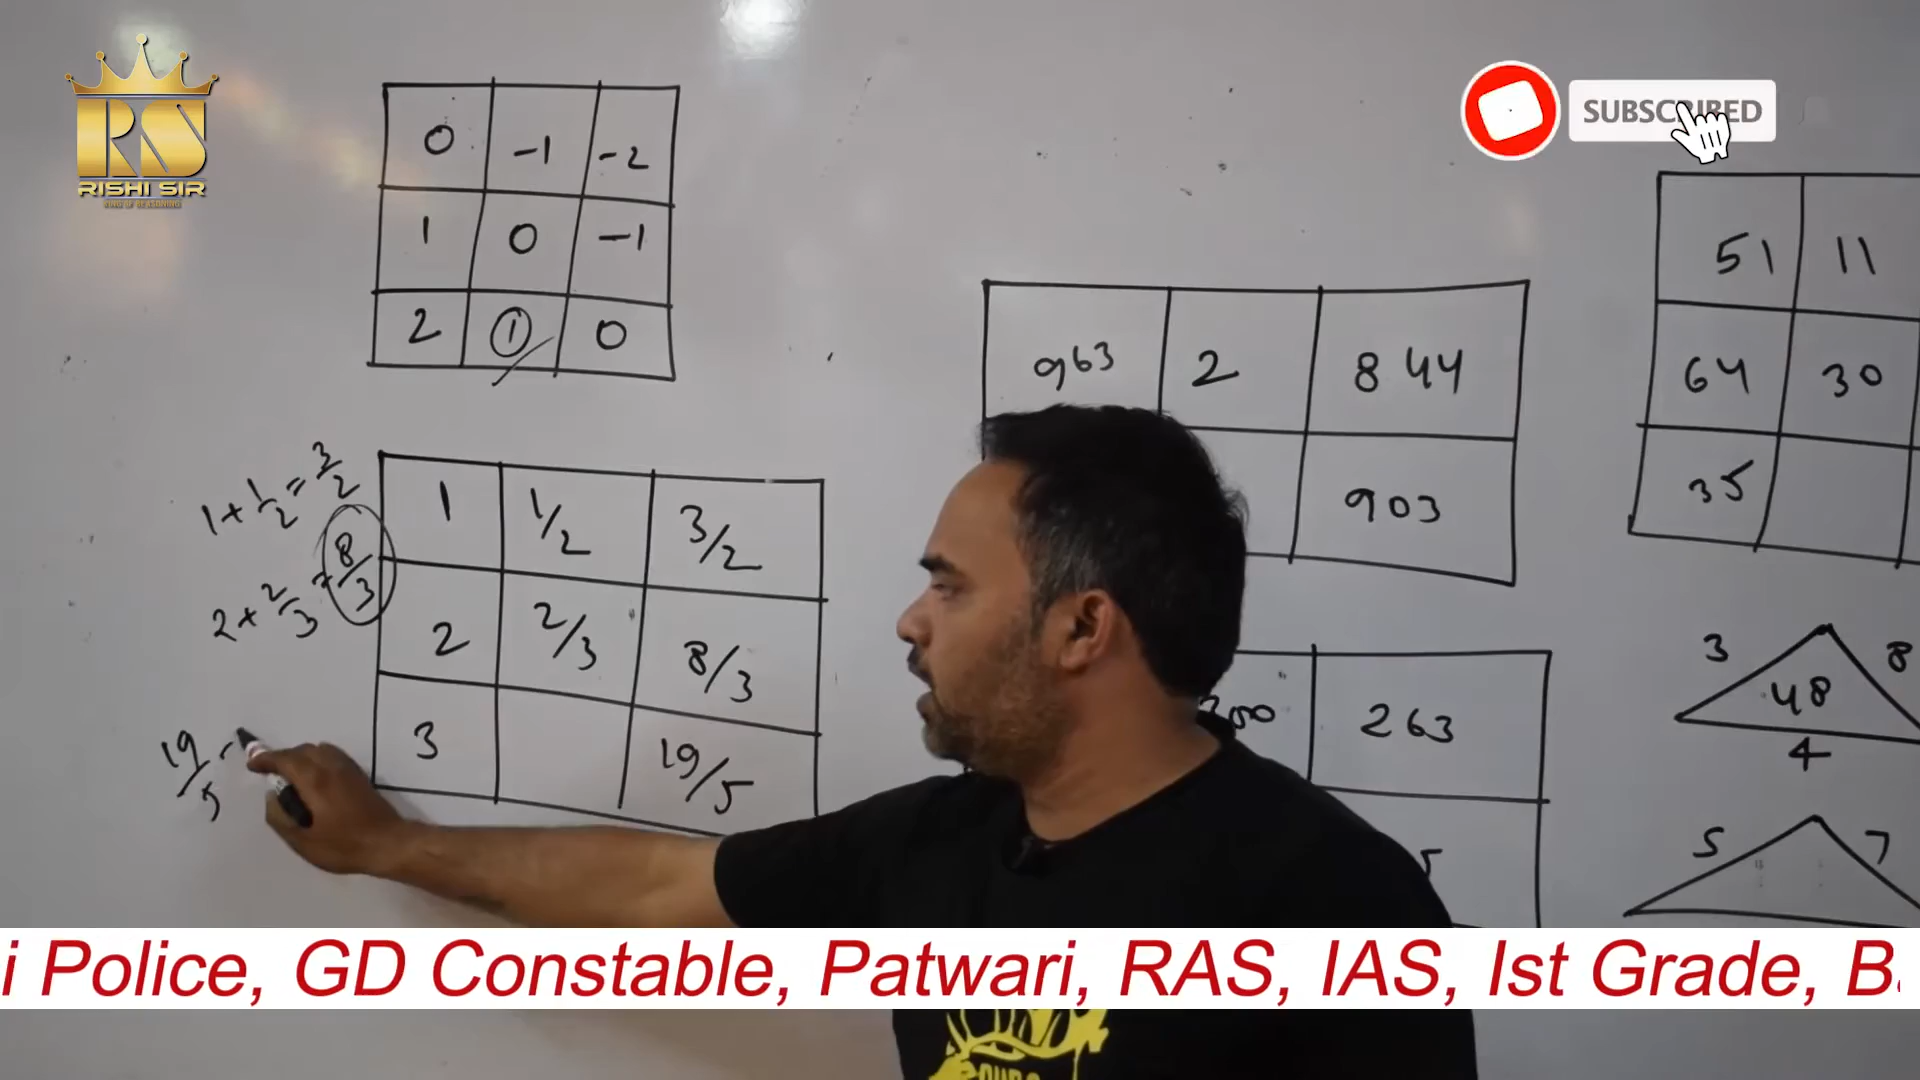 RS
RISHI SIR
KING OF REASONING
SUBSCRIBED
0 -1 -2
1 0 -1
2 1 0
963 2 844
903
51 11
64 30
35
1 + 1/2 = 3/2
2 + 2/3 = 8/3
19/5 -
1 1/2 3/2
2 2/3 8/3
3 19/5
263
3 8
48
4
5 7
i Police, GD Constable, Patwari, RAS, IAS, Ist Grade, B